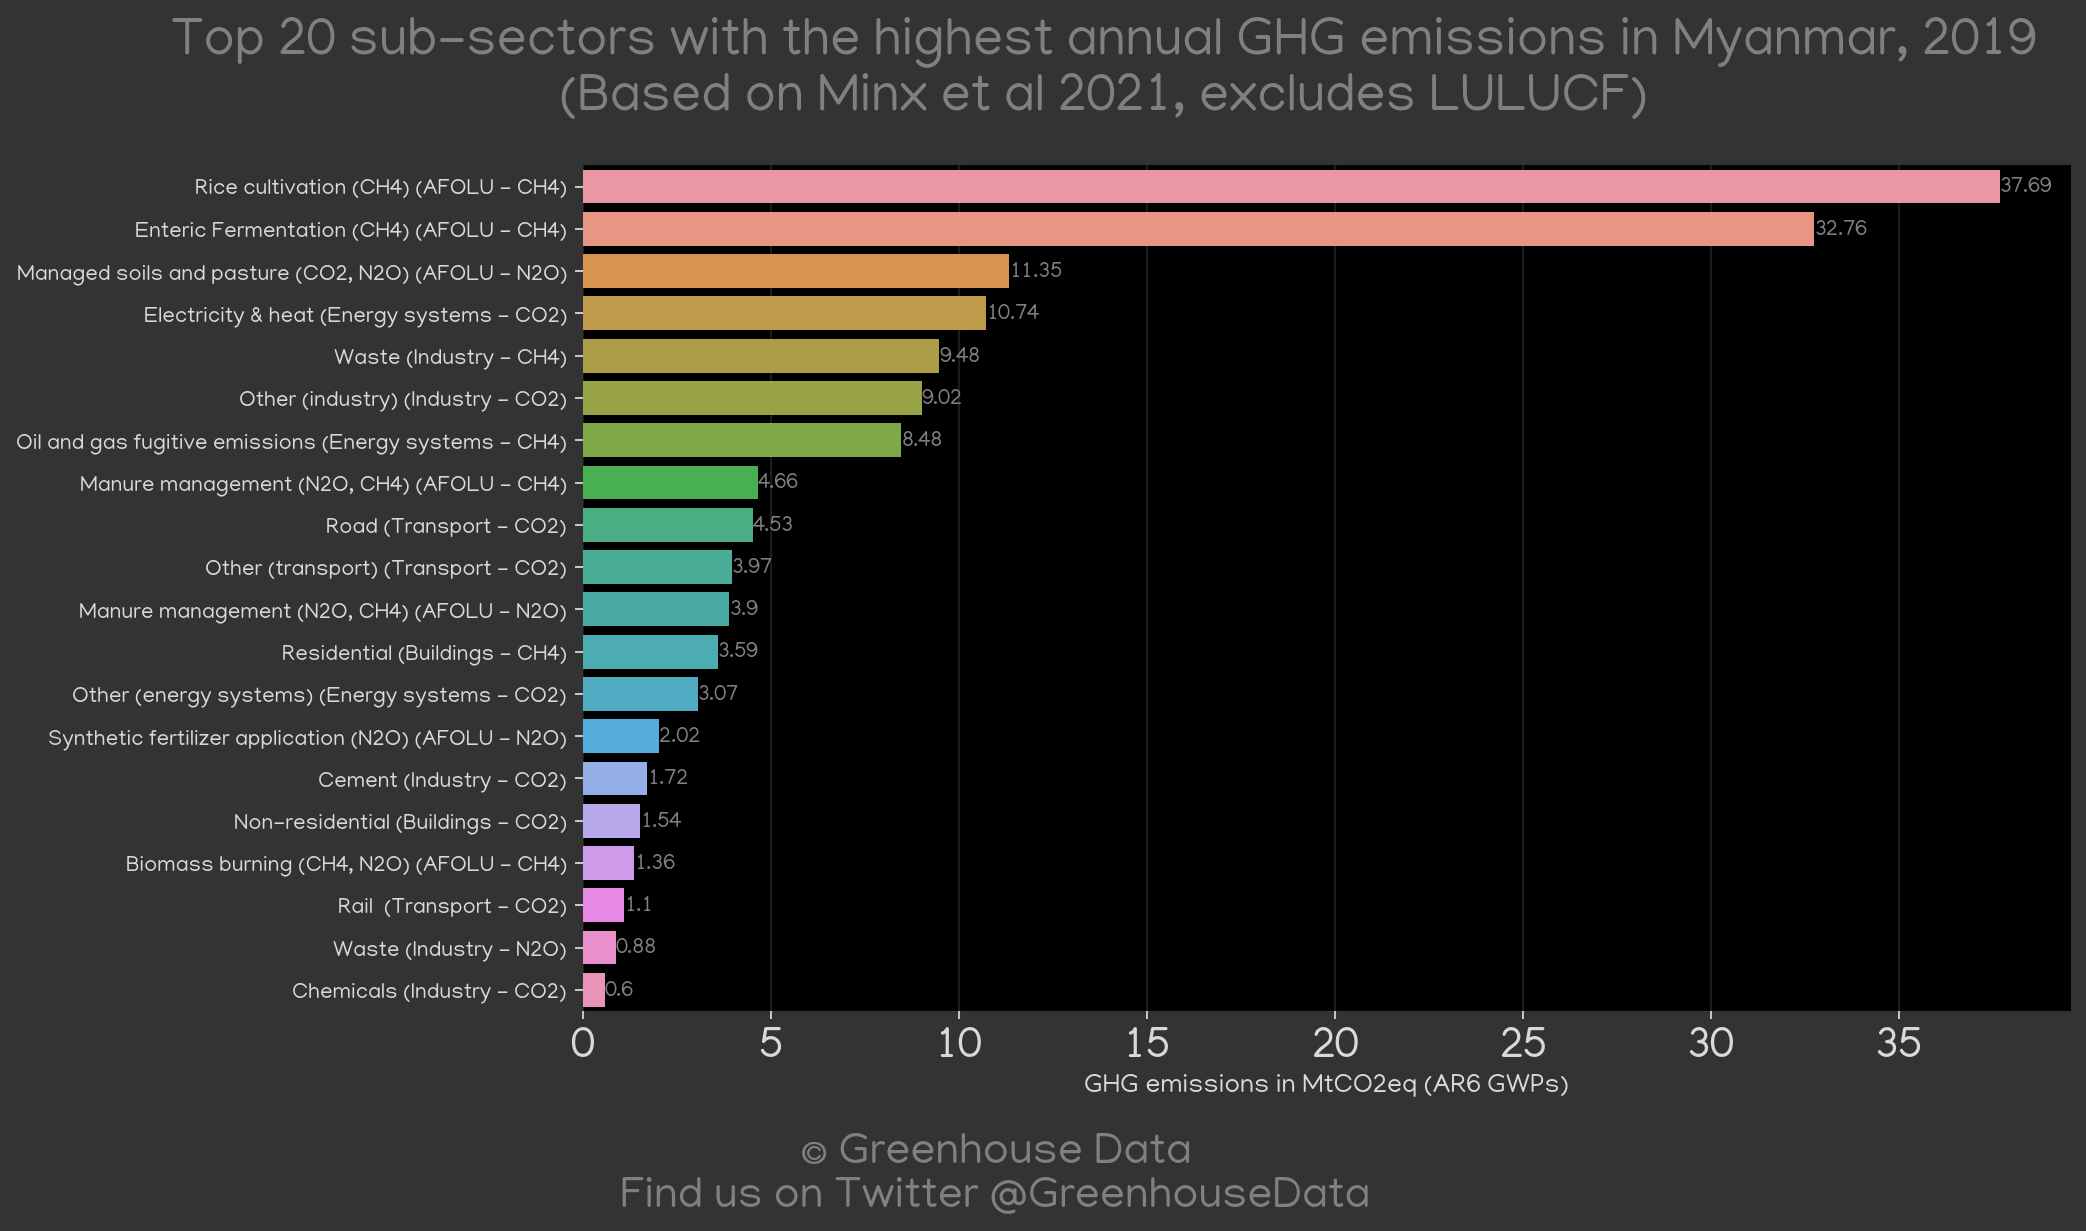 Top 20 sub-sectors with the highest annual GHG emissions in Myanmar, 2019
(Based on Minx et al 2021, excludes LULUCF)
Rice cultivation (CH4) (AFOLU - CH4) 37.69
Enteric Fermentation (CH4) (AFOLU - CH4) 32.76
Managed soils and pasture (CO2, N2O) (AFOLU - N2O) 11.35
Electricity & heat (Energy systems - CO2) 10.74
Waste (Industry - CH4) 9.48
Other (industry) (Industry - CO2) 9.02
Oil and gas fugitive emissions (Energy systems - CH4) 8.48
Manure management (N2O, CH4) (AFOLU - CH4) 4.66
Road (Transport - CO2) 4.53
Other (transport) (Transport - CO2) 3.97
Manure management (N2O, CH4) (AFOLU - N2O) 3.9
Residential (Buildings - CH4) 3.59
Other (energy systems) (Energy systems - CO2) 3.07
Synthetic fertilizer application (N2O) (AFOLU - N2O) 2.02
Cement (Industry - CO2) 1.72
Non-residential (Buildings - CO2) 1.54
Biomass burning (CH4, N2O) (AFOLU - CH4) 1.36
Rail (Transport - CO2) 1.1
Waste (Industry - N2O) 0.88
Chemicals (Industry - CO2) 0.6
0 5 10 15 20 25 30 35
GHG emissions in MtCO2eq (AR6 GWPs)
© Greenhouse Data
Find us on Twitter @GreenhouseData